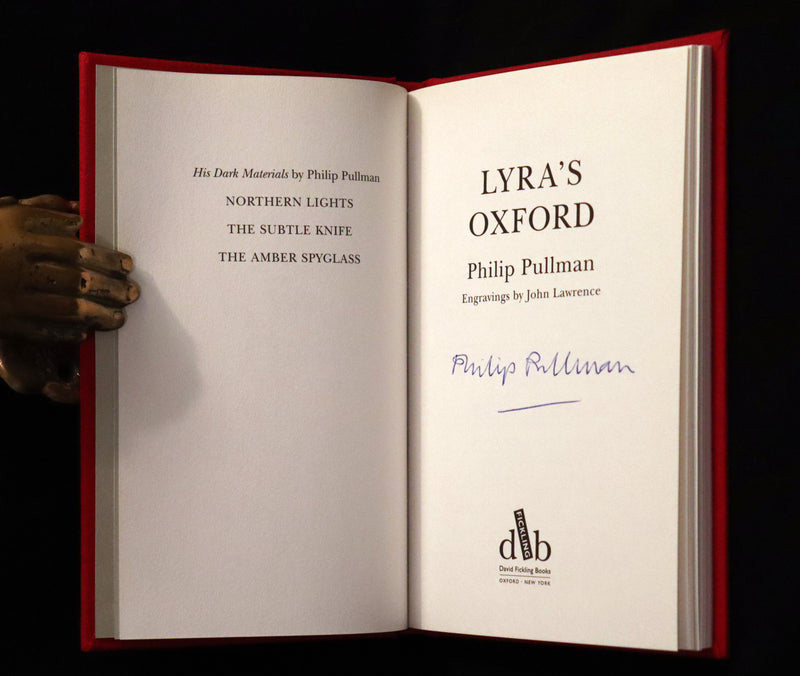 His Dark Materials by Philip Pullman
NORTHERN LIGHTS
THE SUBTLE KNIFE
THE AMBER SPYGLASS
LYRA'S
OXFORD
Philip Pullman
Engravings by John Lawrence
Philip Pullman
FICKLING
d b
David Fickling Books
OXFORD · NEW YORK